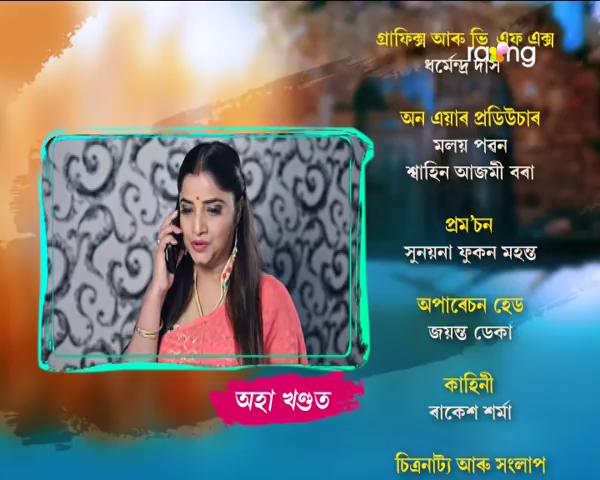 গ্ৰাফিক্স আৰু ভি এফ এক্স
rang
ধৰ্মেন্দ্ৰ দাস
অন এয়াৰ প্ৰডিউচাৰ
মলয় পৱন
শ্বাহিন আজমী বৰা
প্ৰম'চন
সুনয়না ফুকন মহন্ত
অপাৰেচন হেড
জয়ন্ত ডেকা
কাহিনী
ৰাকেশ শৰ্মা
অহা খণ্ডত
চিত্ৰনাট্য আৰু সংলাপ